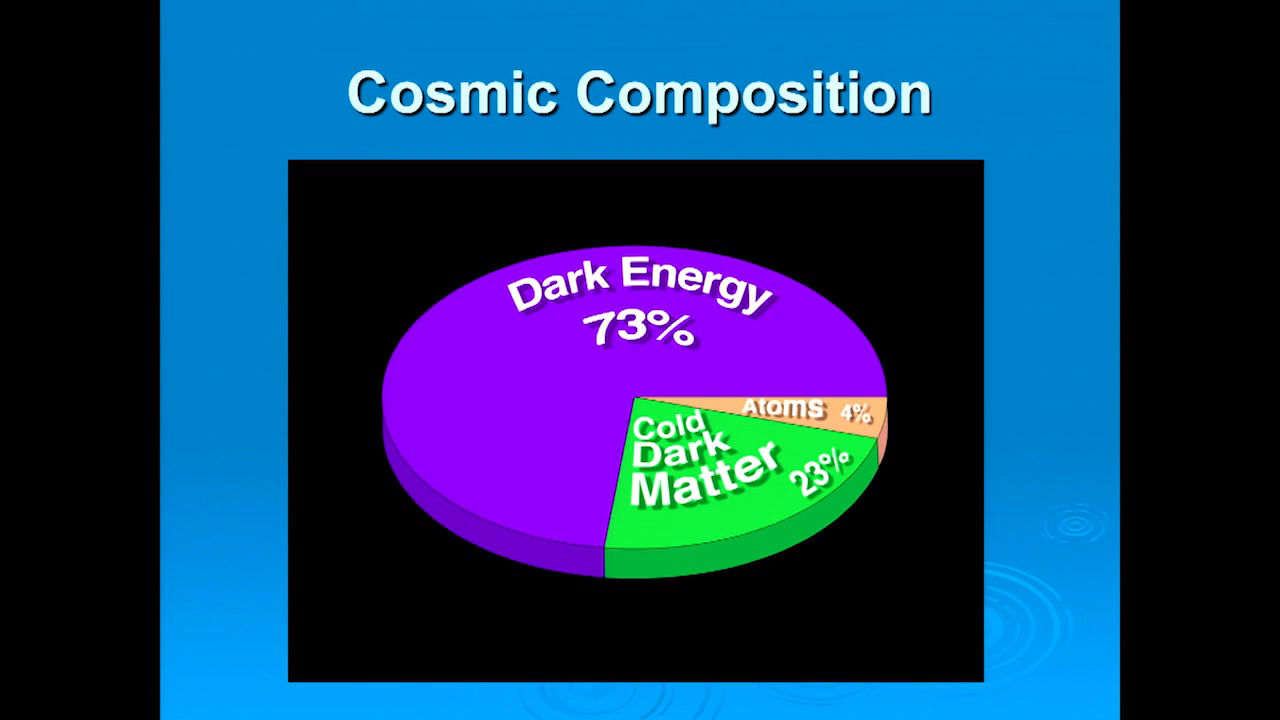 Cosmic Composition
Dark Energy
73%
Atoms 4%
Cold
Dark
Matter
23%